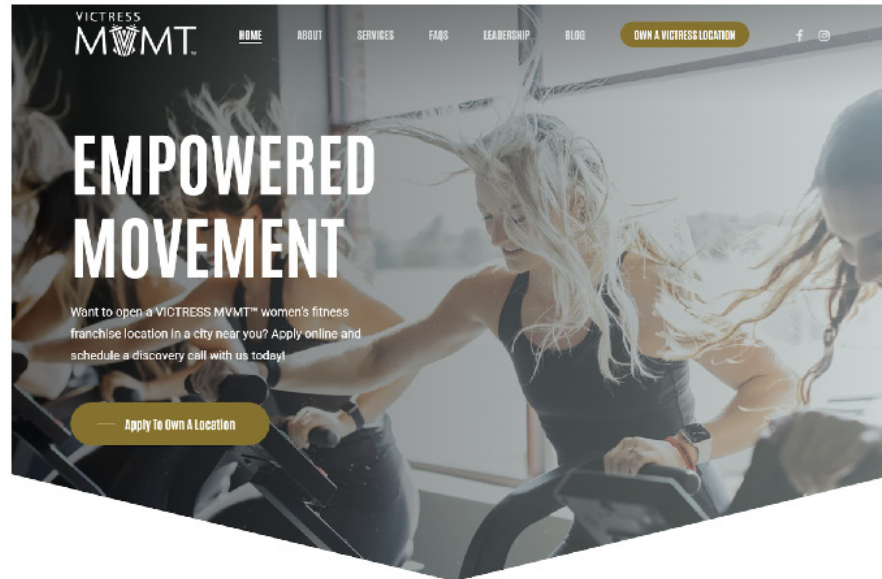 VICTRESS
MVMT™
HOME
ABOUT
SERVICES
FAQS
LEADERSHIP
BLOG
OWN A VICTRESS LOCATION
EMPOWERED
MOVEMENT
Want to open a VICTRESS MVMT™ women's fitness
franchise location in a city near you? Apply online and
schedule a discovery call with us today!
Apply To Own A Location